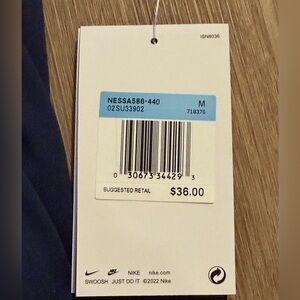 ISN8036
NESSA586-440 M
02SU33902 718375
0 30673 34429 3
SUGGESTED RETAIL $36.00
NIKE nike.com
SWOOSH JUST DO IT ©2022 Nike